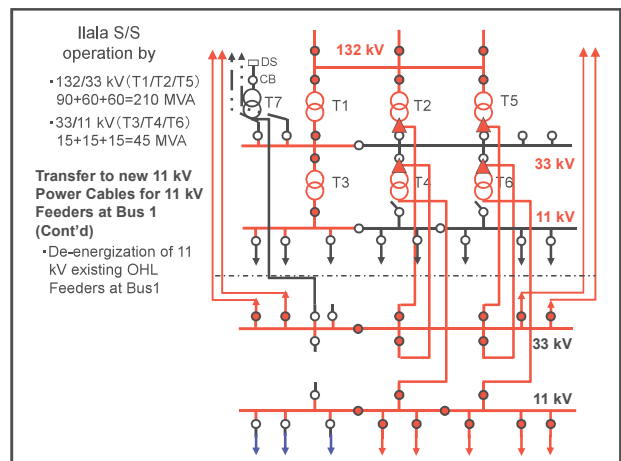 Ilala S/S
operation by
・132/33 kV(T1/T2/T5)
90+60+60=210 MVA
・33/11 kV(T3/T4/T6)
15+15+15=45 MVA
Transfer to new 11 kV
Power Cables for 11 kV
Feeders at Bus 1
(Cont'd)
・De-energization of 11
kV existing OHL
Feeders at Bus1
DS
CB
T7
132 kV
T1
T2
T5
33 kV
T3
T4
T6
11 kV
33 kV
11 kV